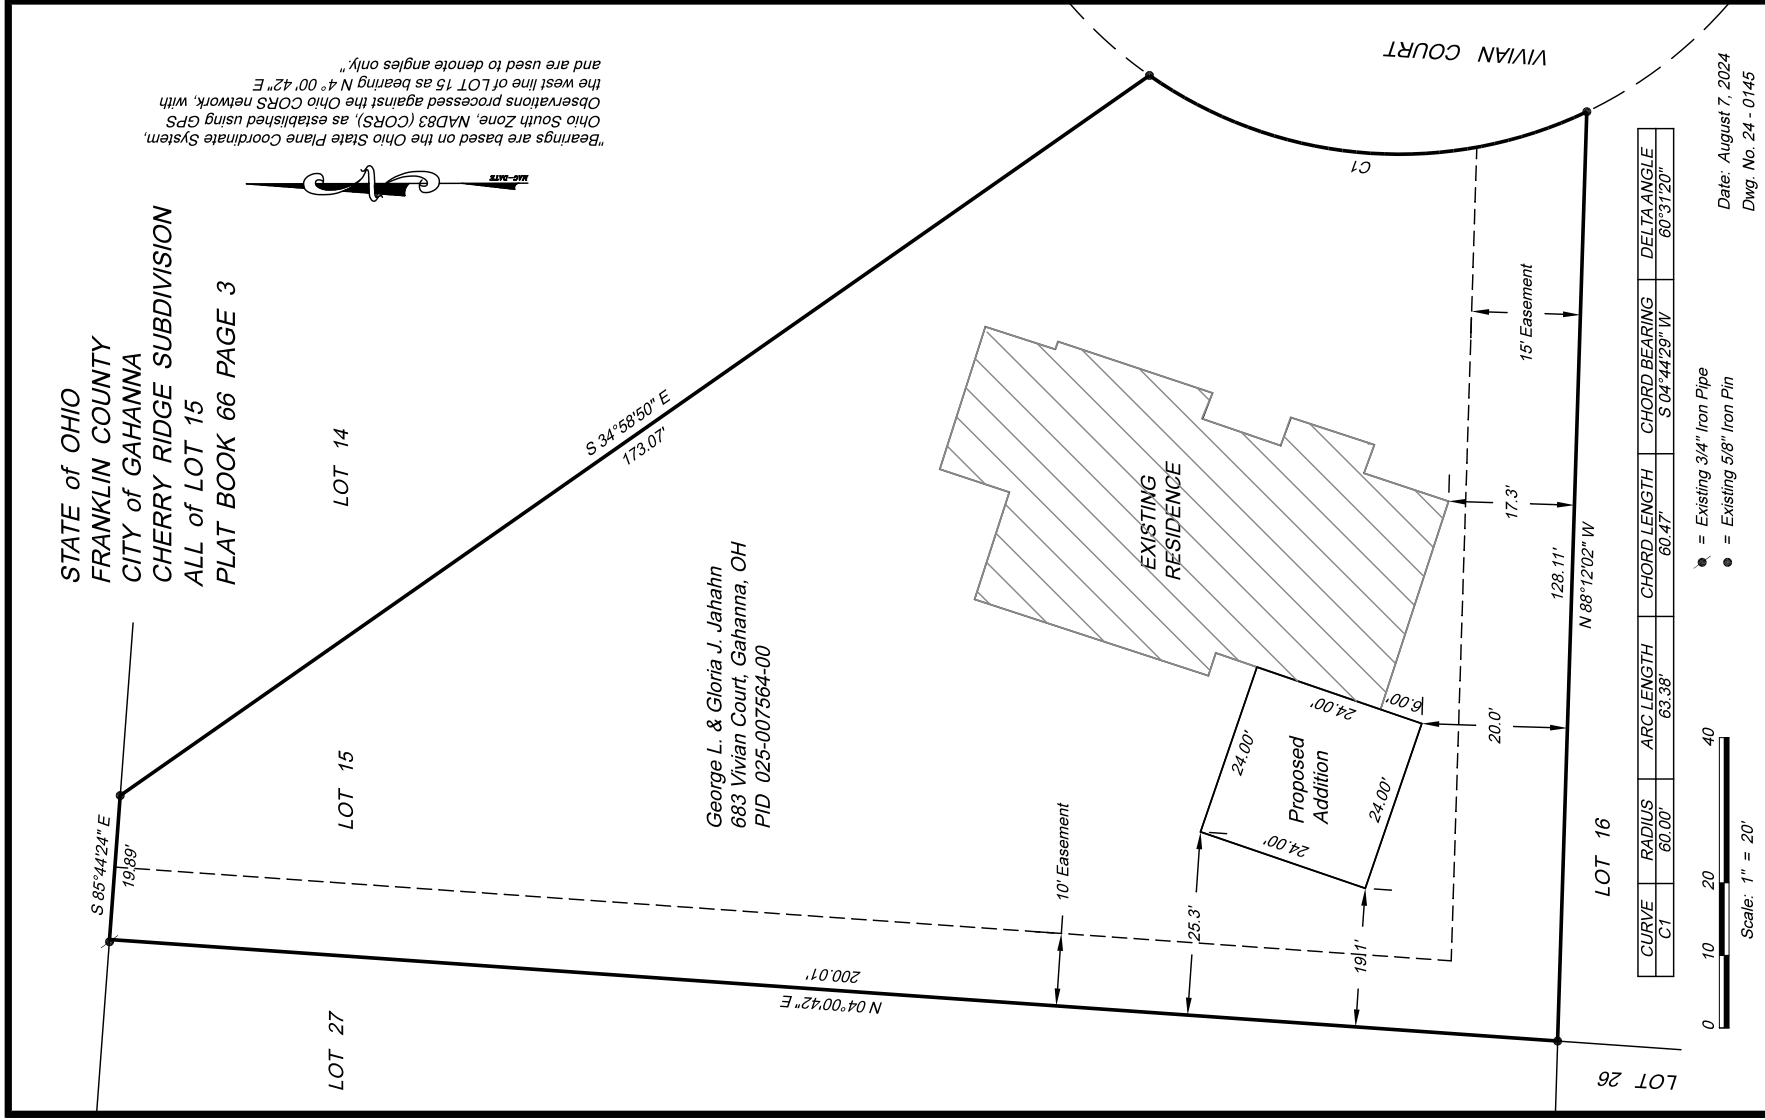 STATE of OHIO
FRANKLIN COUNTY
CITY of GAHANNA
CHERRY RIDGE SUBDIVISION
ALL of LOT 15
PLAT BOOK 66 PAGE 3
"Bearings are based on the Ohio State Plane Coordinate System,
Ohio South Zone, NAD83 (CORS), as established using GPS
Observations processed against the Ohio CORS network, with
the west line of LOT 15 as bearing N 4° 00' 42" E
and are used to denote angles only."
MAG-DATE
LOT 14
LOT 15
LOT 27
S 85°44'24" E
19.89'
S 34°58'50" E
173.07'
VIVIAN COURT
C1
George L. & Gloria J. Jahahn
683 Vivian Court, Gahanna, OH
PID 025-007564-00
N 04°00'42" E
200.01'
10' Easement
25.3'
19.1'
EXISTING
RESIDENCE
Proposed
Addition
24.00'
24.00'
24.00'
24.00'
6.00'
20.0'
17.3'
15' Easement
128.11'
N 88°12'02" W
LOT 16
LOT 26
CURVE RADIUS ARC LENGTH CHORD LENGTH CHORD BEARING DELTA ANGLE
C1 60.00' 63.38' 60.47' S 04°44'29" W 60°31'20"
0 10 20 40
Scale: 1" = 20'
= Existing 3/4" Iron Pipe
= Existing 5/8" Iron Pin
Date: August 7, 2024
Dwg. No. 24 - 0145